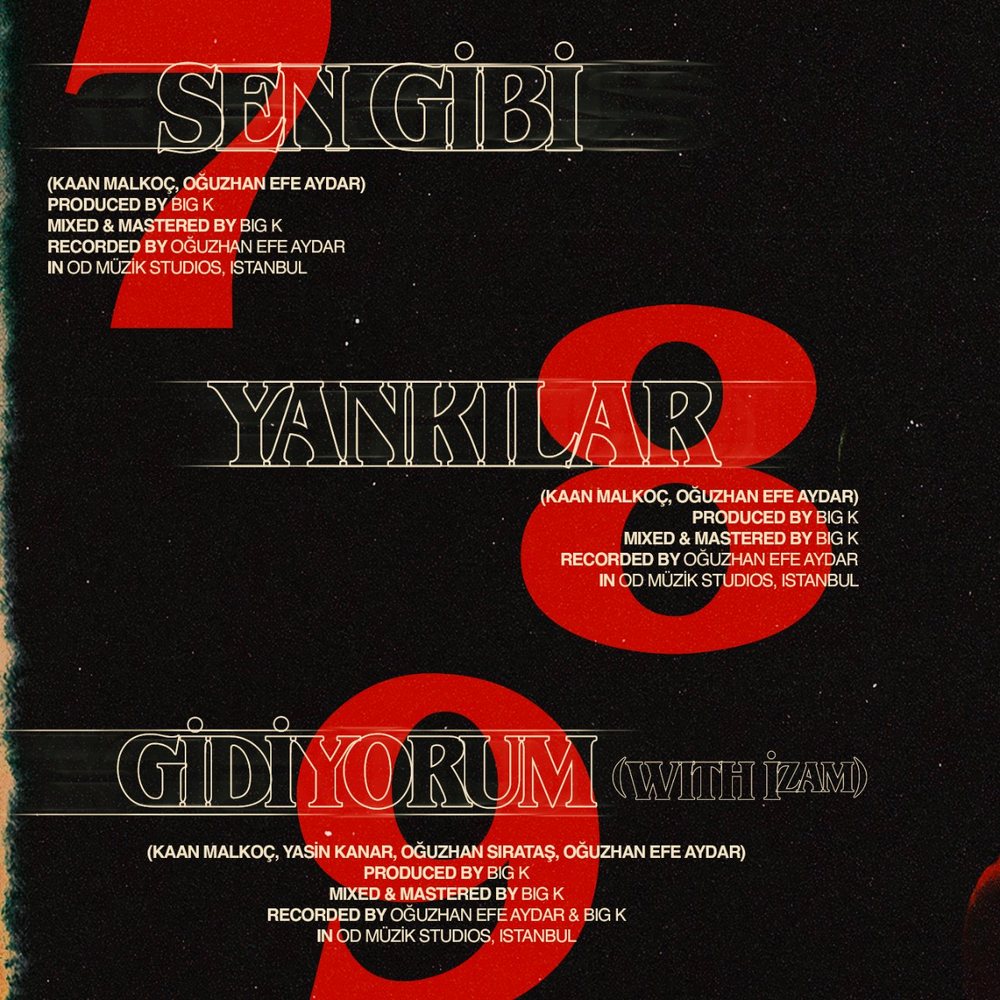 7
SEN GİBİ
(KAAN MALKOÇ, OĞUZHAN EFE AYDAR)
PRODUCED BY BIG K
MIXED & MASTERED BY BIG K
RECORDED BY OĞUZHAN EFE AYDAR
IN OD MÜZİK STUDIOS, ISTANBUL
8
YANKILAR
(KAAN MALKOÇ, OĞUZHAN EFE AYDAR)
PRODUCED BY BIG K
MIXED & MASTERED BY BIG K
RECORDED BY OĞUZHAN EFE AYDAR
IN OD MÜZİK STUDIOS, ISTANBUL
9
GİDİYORUM (WITH İZAM)
(KAAN MALKOÇ, YASİN KANAR, OĞUZHAN SIRATAŞ, OĞUZHAN EFE AYDAR)
PRODUCED BY BIG K
MIXED & MASTERED BY BIG K
RECORDED BY OĞUZHAN EFE AYDAR & BIG K
IN OD MÜZİK STUDIOS, ISTANBUL